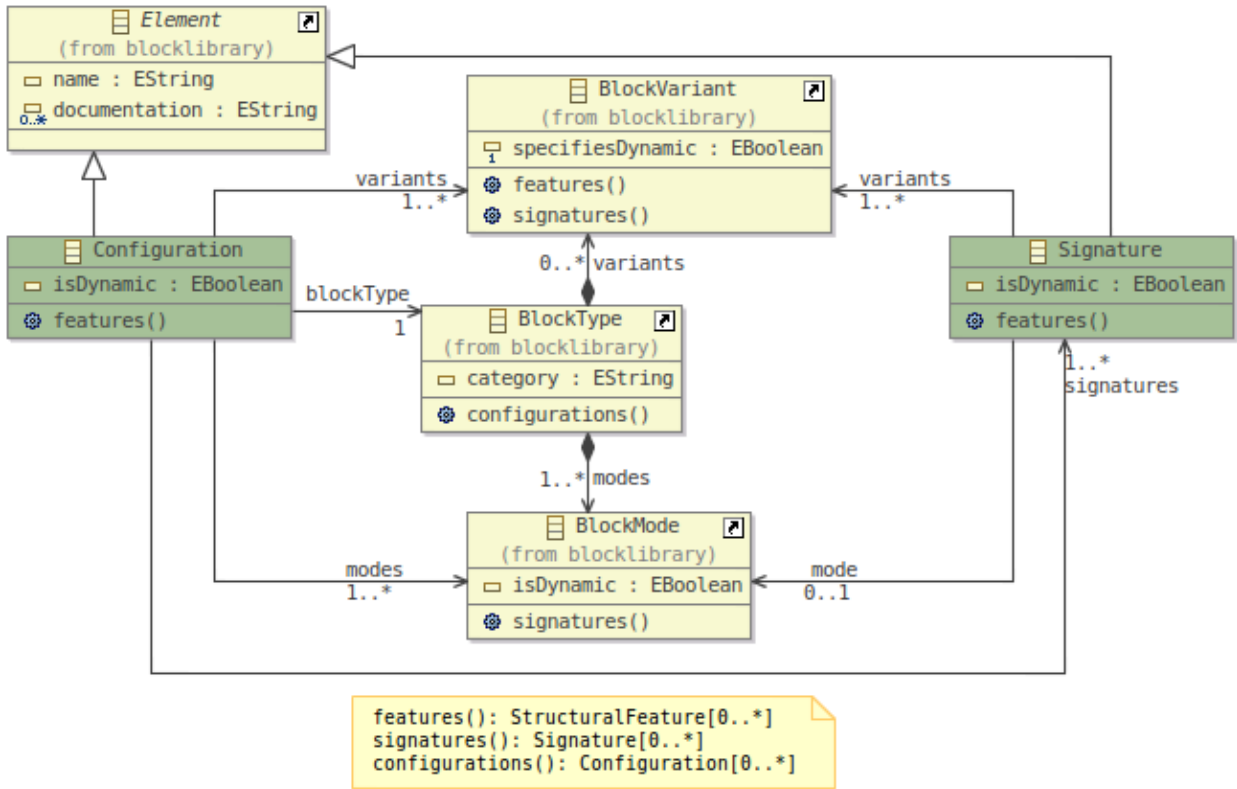 Element
(from blocklibrary)
name : EString
0..* documentation : EString
BlockVariant
(from blocklibrary)
1 specifiesDynamic : EBoolean
features()
signatures()
variants
1..*
variants
1..*
Configuration
isDynamic : EBoolean
features()
Signature
isDynamic : EBoolean
features()
0..* variants
blockType
1
BlockType
(from blocklibrary)
category : EString
configurations()
1..*
signatures
1..* modes
BlockMode
(from blocklibrary)
isDynamic : EBoolean
signatures()
modes
1..*
mode
0..1
features(): StructuralFeature[0..*]
signatures(): Signature[0..*]
configurations(): Configuration[0..*]